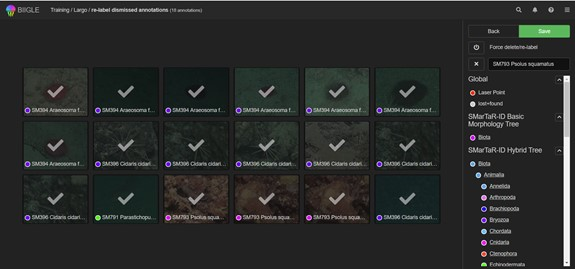 BIIGLE Training / Largo / re-label dismissed annotations (18 annotations)
Back Save
Force delete/re-label
SM793 Psolus squamatus
SM394 Araeosoma f... SM394 Araeosoma f... SM394 Araeosoma f... SM394 Araeosoma f... SM394 Araeosoma f... SM394 Araeosoma f...
SM394 Araeosoma f... SM396 Cidaris cidari... SM396 Cidaris cidari... SM396 Cidaris cidari... SM396 Cidaris cidari... SM396 Cidaris cidari...
SM396 Cidaris cidari... SM791 Parastichopu... SM793 Psolus squa... SM793 Psolus squa... SM793 Psolus squa... SM396 Cidaris cidari...
Global
Laser Point
lost+found
SMarTaR-ID Basic
Morphology Tree
Biota
SMarTaR-ID Hybrid Tree
Biota
Animalia
Annelida
Arthropoda
Brachiopoda
Bryozoa
Chordata
Cnidaria
Ctenophora
Echinodermata